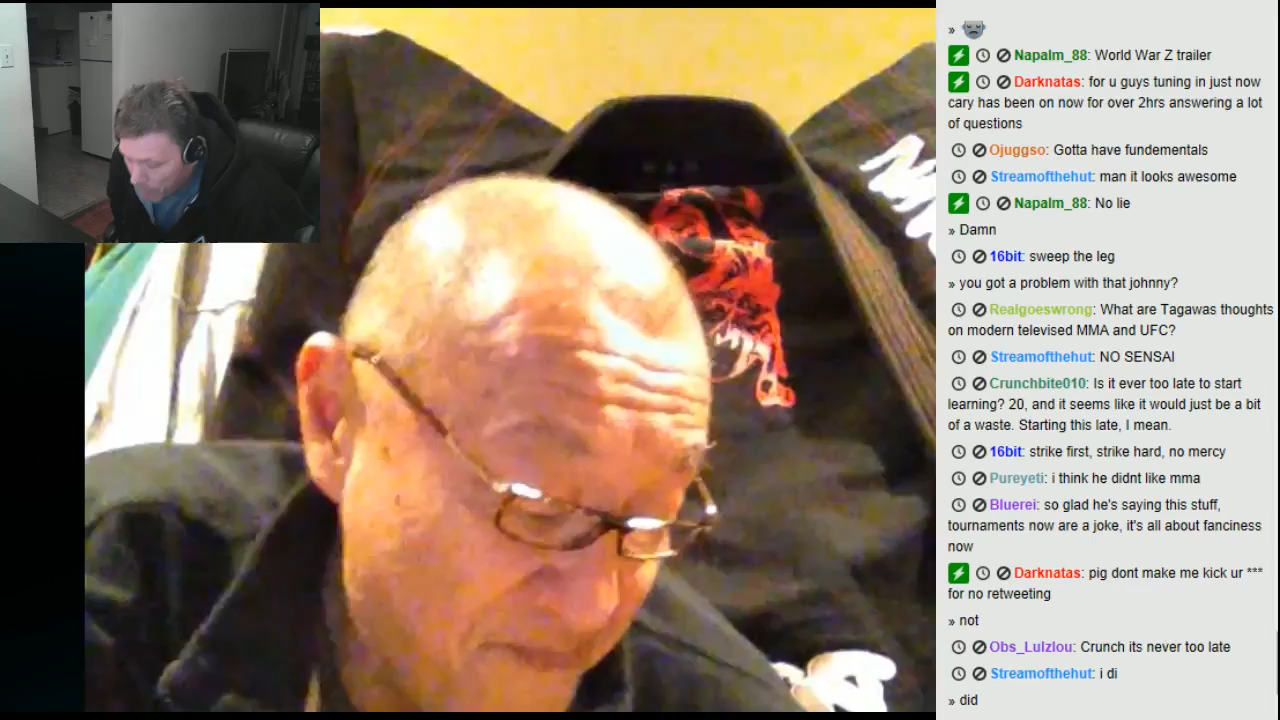 »
Napalm_88: World War Z trailer
Darknatas: for u guys tuning in just now
cary has been on now for over 2hrs answering a lot
of questions
Ojuggso: Gotta have fundementals
Streamofthehut: man it looks awesome
Napalm_88: No lie
» Damn
16bit: sweep the leg
» you got a problem with that johnny?
Realgoeswrong: What are Tagawas thoughts
on modern televised MMA and UFC?
Streamofthehut: NO SENSAI
Crunchbite010: Is it ever too late to start
learning? 20, and it seems like it would just be a bit
of a waste. Starting this late, I mean.
16bit: strike first, strike hard, no mercy
Pureyeti: i think he didnt like mma
Bluerei: so glad he's saying this stuff,
tournaments now are a joke, it's all about fanciness
now
Darknatas: pig dont make me kick ur ***
for no retweeting
» not
Obs_Lulzlou: Crunch its never too late
Streamofthehut: i di
» did